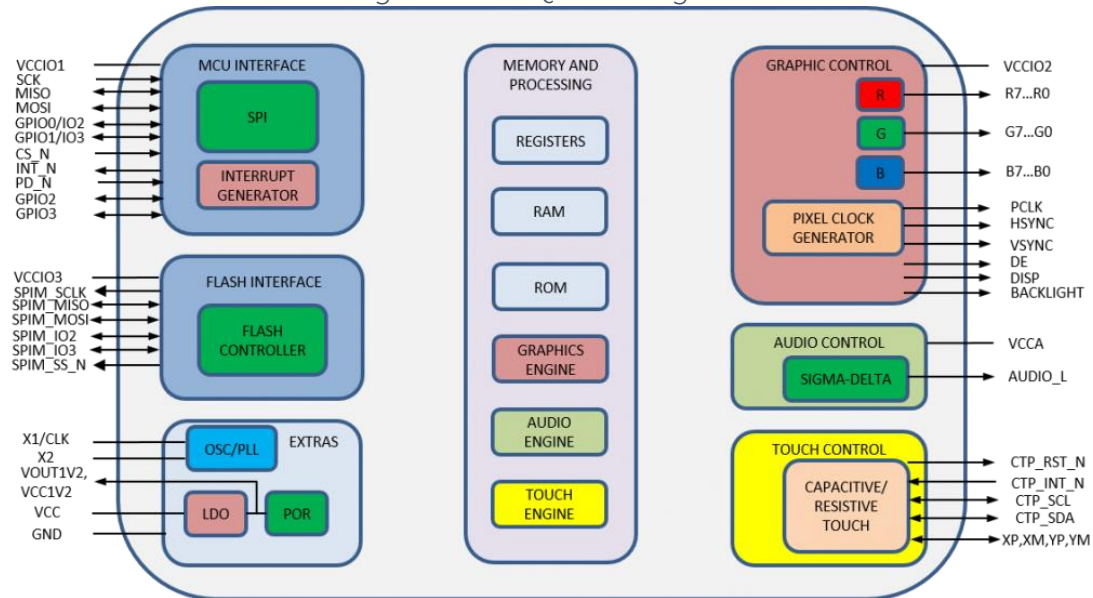 VCCIO1
SCK
MISO
MOSI
GPIO0/IO2
GPIO1/IO3
CS_N
INT_N
PD_N
GPIO2
GPIO3
MCU INTERFACE
SPI
INTERRUPT
GENERATOR
VCCIO3
SPIM_SCLK
SPIM_MISO
SPIM_MOSI
SPIM_IO2
SPIM_IO3
SPIM_SS_N
FLASH INTERFACE
FLASH
CONTROLLER
X1/CLK
X2
VOUT1V2,
VCC1V2
VCC
GND
OSC/PLL
EXTRAS
LDO
POR
MEMORY AND
PROCESSING
REGISTERS
RAM
ROM
GRAPHICS
ENGINE
AUDIO
ENGINE
TOUCH
ENGINE
GRAPHIC CONTROL
R
G
B
PIXEL CLOCK
GENERATOR
VCCIO2
R7...R0
G7...G0
B7...B0
PCLK
HSYNC
VSYNC
DE
DISP
BACKLIGHT
AUDIO CONTROL
SIGMA-DELTA
VCCA
AUDIO_L
TOUCH CONTROL
CAPACITIVE/
RESISTIVE
TOUCH
CTP_RST_N
CTP_INT_N
CTP_SCL
CTP_SDA
XP,XM,YP,YM